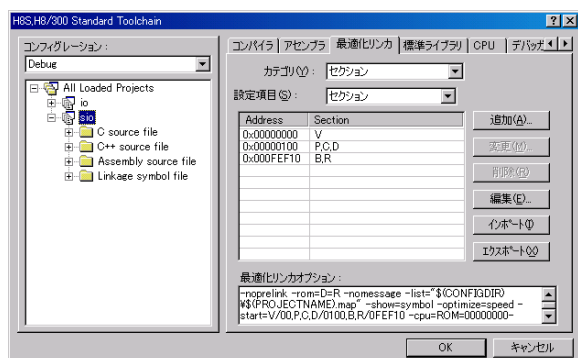 H8S,H8/300 Standard Toolchain
コンフィグレーション :
Debug
All Loaded Projects
io
sio
C source file
C++ source file
Assembly source file
Linkage symbol file
コンパイラ アセンブラ 最適化リンカ 標準ライブラリ CPU デバッガ
カテゴリ(Y) : セクション
設定項目(S) : セクション
Address Section
0x00000000 V
0x00000100 P,C,D
0x000FEF10 B,R
追加(A)...
変更(M)...
削除(R)
編集(E)...
インポート(I)
エクスポート(X)
最適化リンカオプション :
-noprelink -rom=D=R -nomessage -list="$(CONFIGDIR)
¥$(PROJECTNAME).map" -show=symbol -optimize=speed -
start=V/00,P,C,D/0100,B,R/0FEF10 -cpu=ROM=00000000-
OK キャンセル